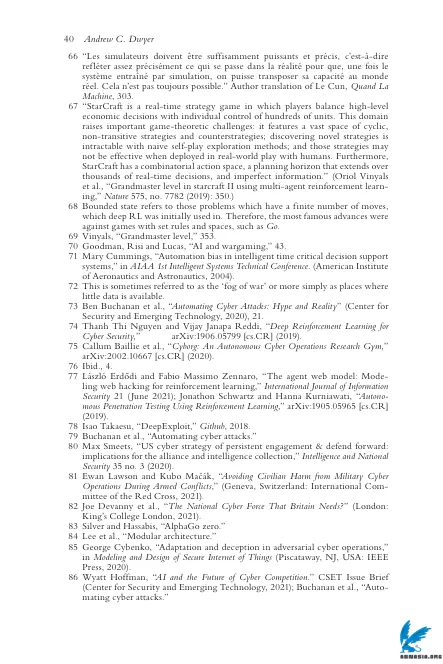 40 Andrew C. Dwyer
66 “Les simulateurs doivent être suffisamment puissants et précis, c'est-à-dire
refléter assez précisément ce qui se passe dans la réalité pour que, une fois le
système entraîné par simulation, on puisse transposer sa capacité au monde
réel. Cela n'est pas toujours possible.” Author translation of Le Cun, Quand La
Machine, 303.
67 “StarCraft is a real-time strategy game in which players balance high-level
economic decisions with individual control of hundreds of units. This domain
raises important game-theoretic challenges: it features a vast space of cyclic,
non-transitive strategies and counterstrategies; discovering novel strategies is
intractable with naive self-play exploration methods; and those strategies may
not be effective when deployed in real-world play with humans. Furthermore,
StarCraft has a combinatorial action space, a planning horizon that extends over
thousands of real-time decisions, and imperfect information.” (Oriol Vinyals
et al., “Grandmaster level in starcraft II using multi-agent reinforcement learn-
ing,” Nature 575, no. 7782 (2019): 350.)
68 Bounded state refers to those problems which have a finite number of moves,
which deep RL was initially used in. Therefore, the most famous advances were
against games with set rules and spaces, such as Go.
69 Vinyals, “Grandmaster level,” 353.
70 Goodman, Risi and Lucas, “AI and wargaming,” 43.
71 Mary Cummings, “Automation bias in intelligent time critical decision support
systems,” in AIAA 1st Intelligent Systems Technical Conference. (American Institute
of Aeronautics and Astronautics, 2004).
72 This is sometimes referred to as the ‘fog of war’ or more simply as places where
little data is available.
73 Ben Buchanan et al., “Automating Cyber Attacks: Hype and Reality” (Center for
Security and Emerging Technology, 2020), 21.
74 Thanh Thi Nguyen and Vijay Janapa Reddi, “Deep Reinforcement Learning for
Cyber Security,” arXiv:1906.05799 [cs.CR] (2019).
75 Callum Baillie et al., “Cyborg: An Autonomous Cyber Operations Research Gym,”
arXiv:2002.10667 [cs.CR] (2020).
76 Ibid., 4.
77 László Erdődi and Fabio Massimo Zennaro, “The agent web model: Mode-
ling web hacking for reinforcement learning,” International Journal of Information
Security 21 (June 2021); Jonathon Schwartz and Hanna Kurniawati, “Autono-
mous Penetration Testing Using Reinforcement Learning,” arXiv:1905.05965 [cs.CR]
(2019).
78 Isao Takaesu, “DeepExploit,” Github, 2018.
79 Buchanan et al., “Automating cyber attacks.”
80 Max Smeets, “US cyber strategy of persistent engagement & defend forward:
implications for the alliance and intelligence collection,” Intelligence and National
Security 35 no. 3 (2020).
81 Ewan Lawson and Kubo Mačák, “Avoiding Civilian Harm from Military Cyber
Operations During Armed Conflicts,” (Geneva, Switzerland: International Com-
mittee of the Red Cross, 2021).
82 Joe Devanny et al., “The National Cyber Force That Britain Needs?” (London:
King's College London, 2021).
83 Silver and Hassabis, “AlphaGo zero.”
84 Lee et al., “Modular architecture.”
85 George Cybenko, “Adaptation and deception in adversarial cyber operations,”
in Modeling and Design of Secure Internet of Things (Piscataway, NJ, USA: IEEE
Press, 2020).
86 Wyatt Hoffman, “AI and the Future of Cyber Competition.” CSET Issue Brief
(Center for Security and Emerging Technology, 2021); Buchanan et al., “Auto-
mating cyber attacks.”